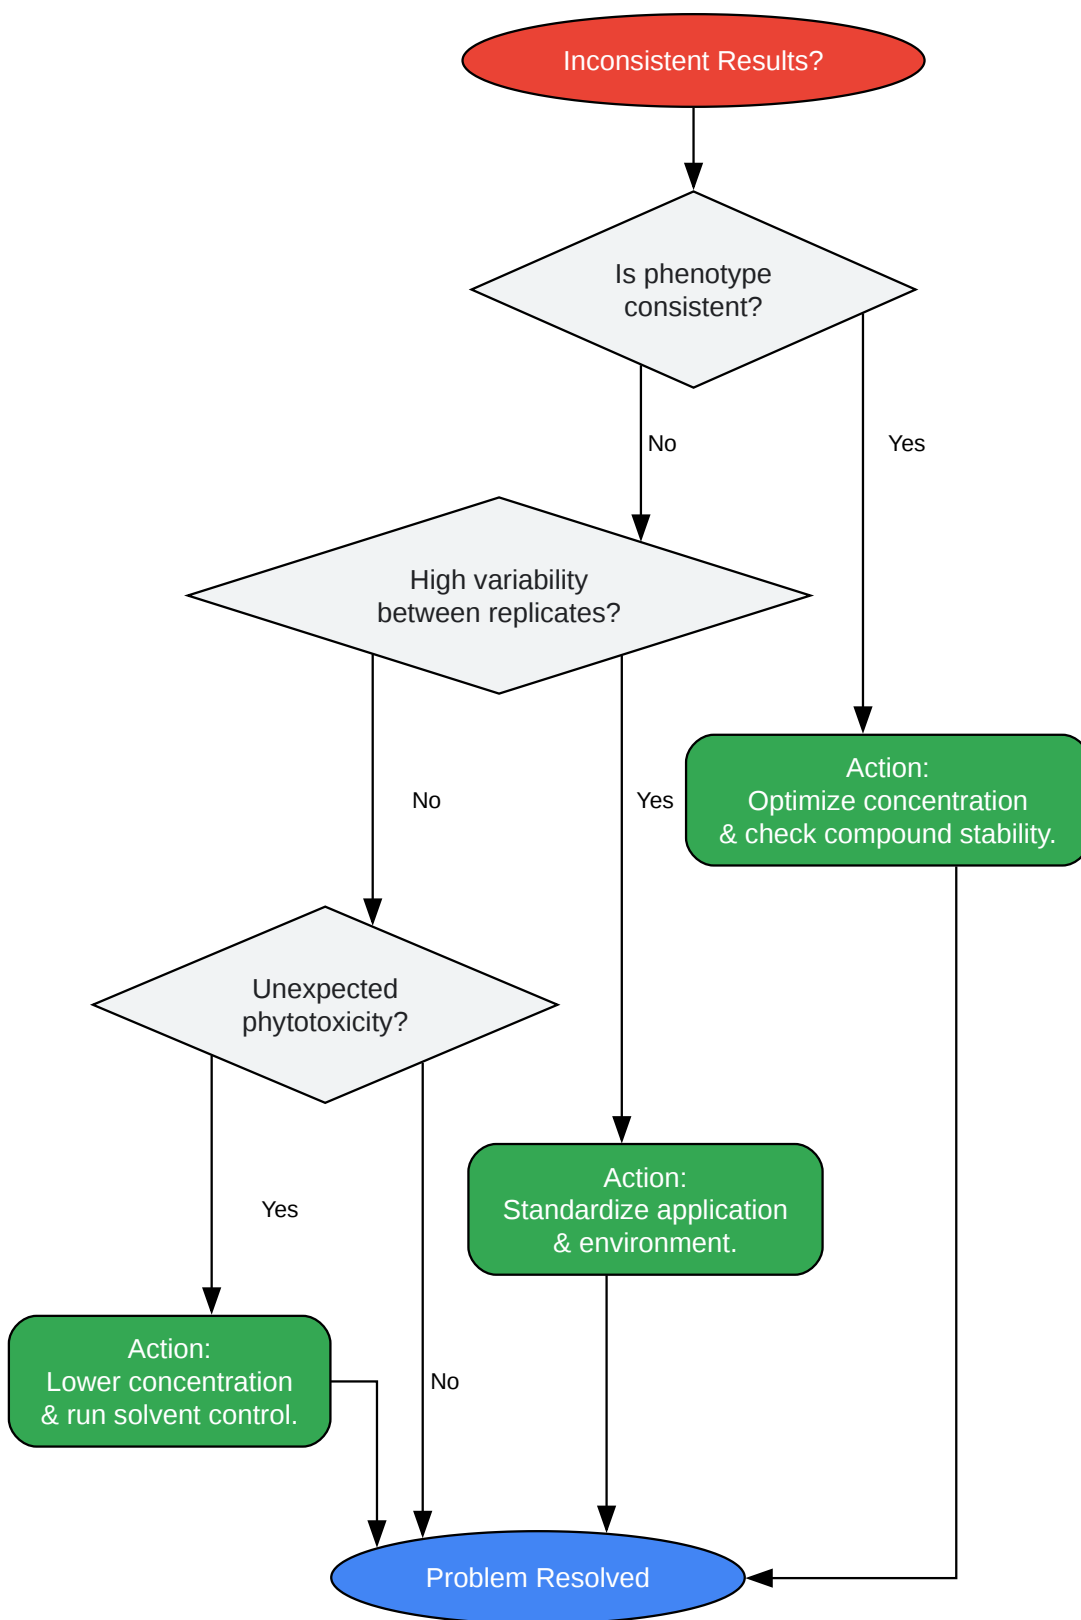 Inconsistent Results?
Is phenotype
consistent?
No
Yes
High variability
between replicates?
No
Yes
Action:
Optimize concentration
& check compound stability.
Unexpected
phytotoxicity?
Yes
No
Action:
Standardize application
& environment.
Action:
Lower concentration
& run solvent control.
Problem Resolved